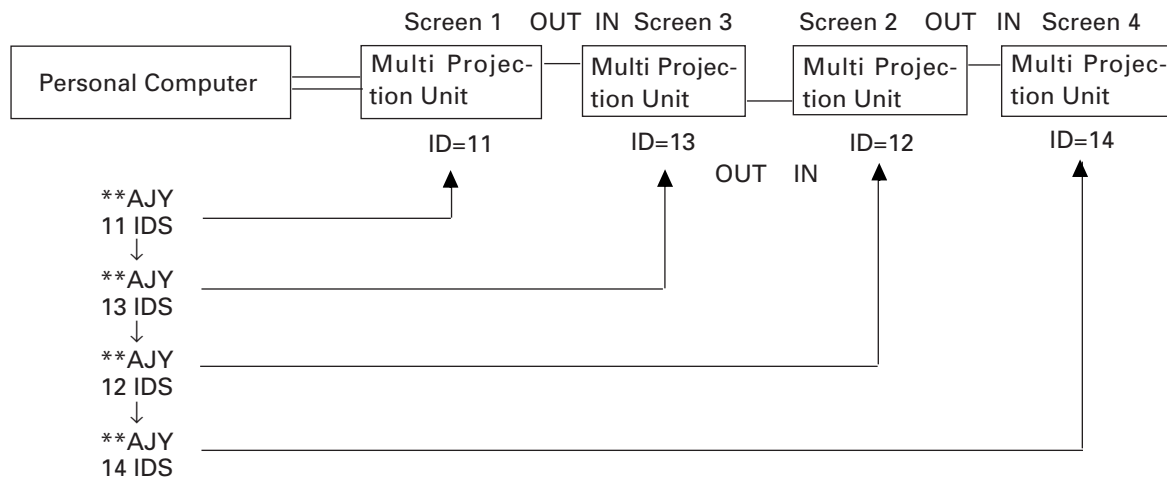 Screen 1 OUT IN Screen 3 Screen 2 OUT IN Screen 4
Personal Computer
Multi Projec-
tion Unit
Multi Projec-
tion Unit
Multi Projec-
tion Unit
Multi Projec-
tion Unit
ID=11 ID=13 ID=12 ID=14
OUT IN
**AJY
11 IDS
↓
**AJY
13 IDS
↓
**AJY
12 IDS
↓
**AJY
14 IDS